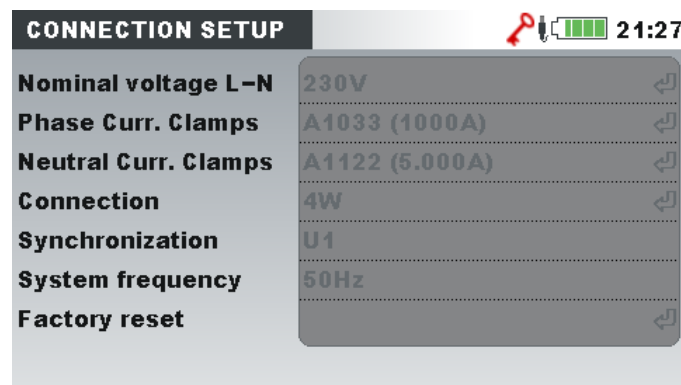 CONNECTION SETUP 21:27
Nominal voltage L-N 230V
Phase Curr. Clamps A1033 (1000A)
Neutral Curr. Clamps A1122 (5.000A)
Connection 4W
Synchronization U1
System frequency 50Hz
Factory reset